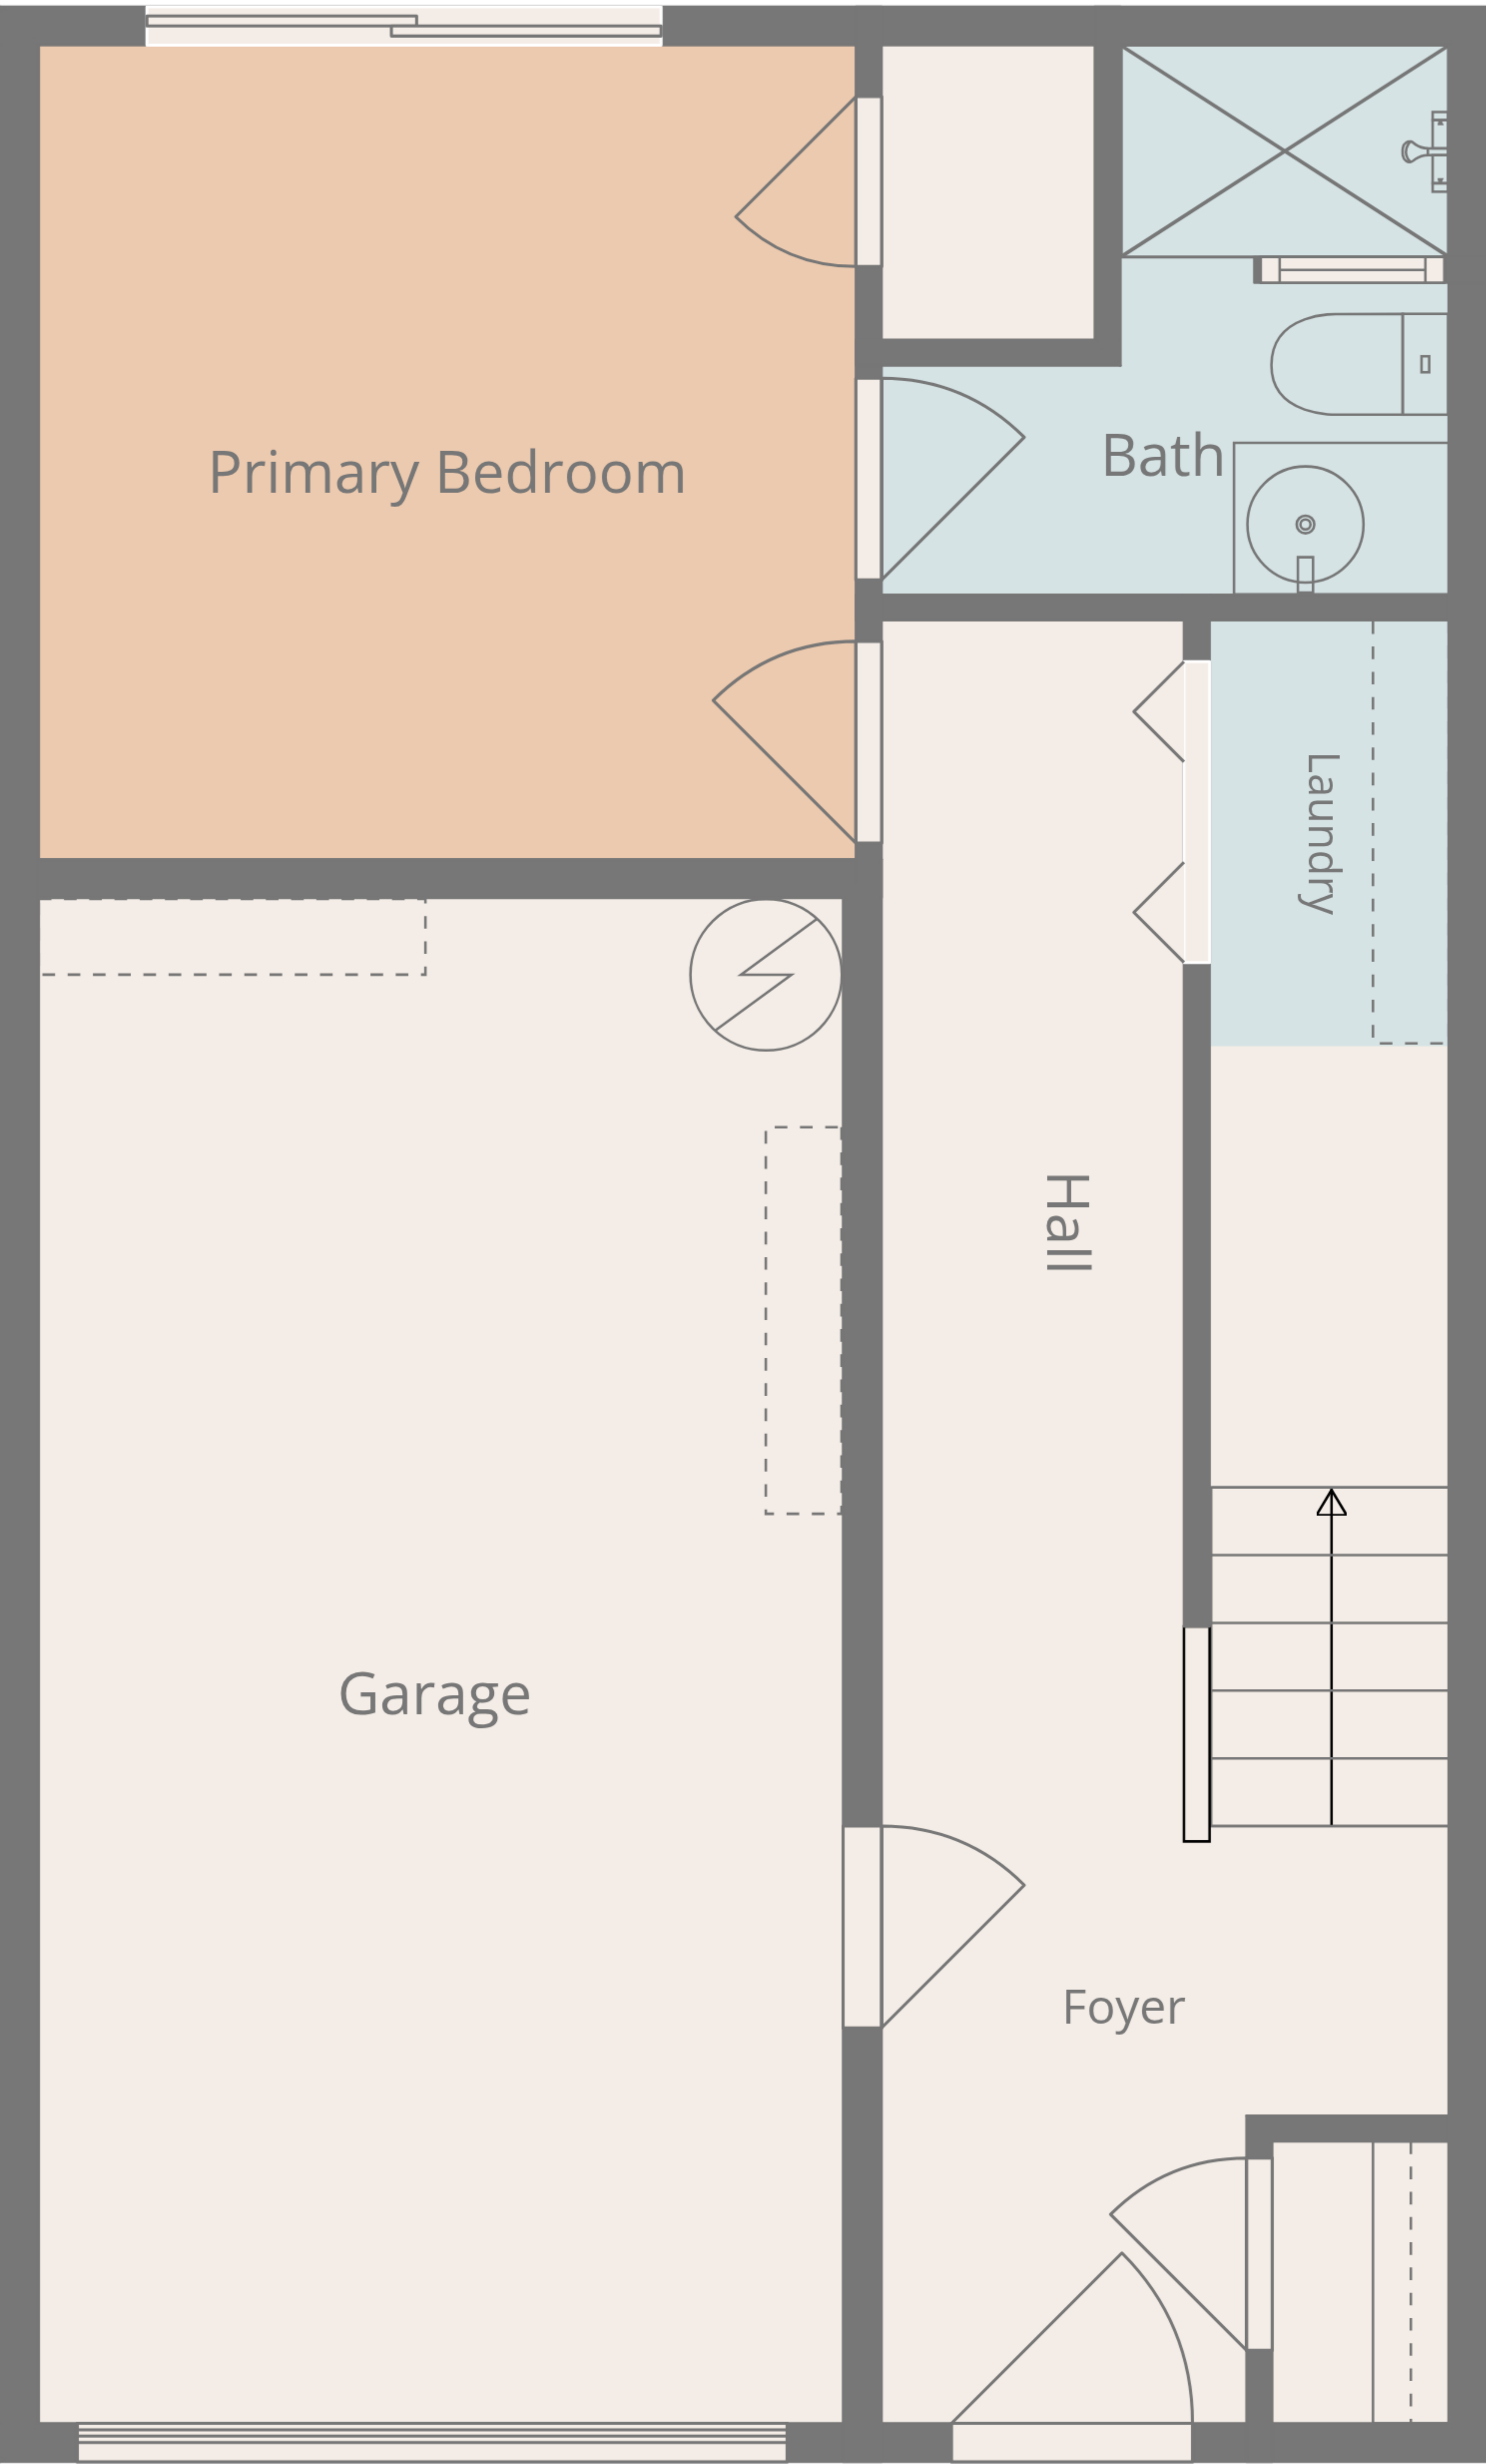 Primary Bedroom
Bath
Laundry
Hall
Garage
Foyer